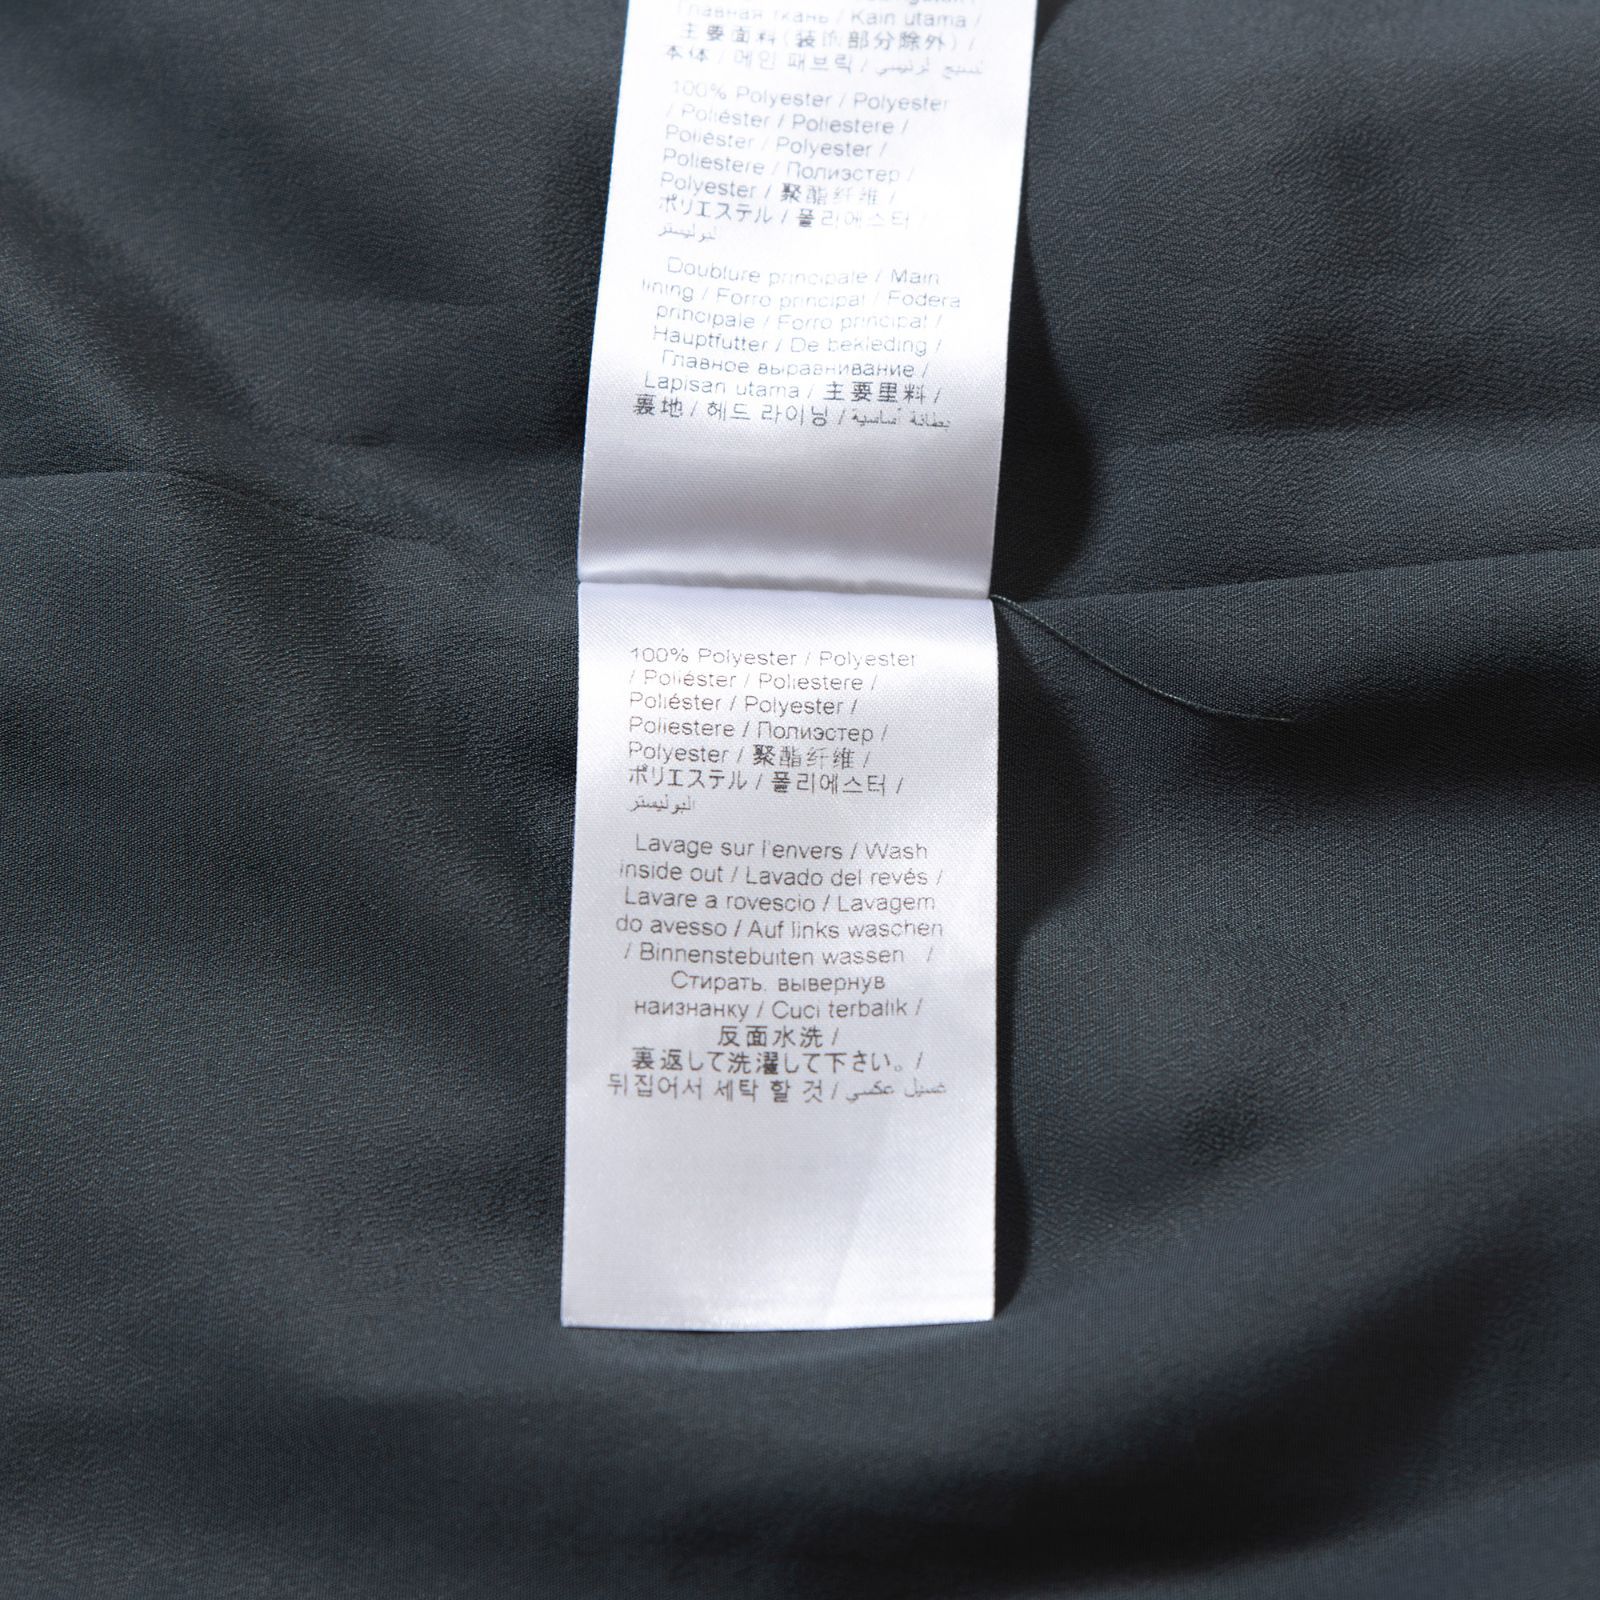 Главная ткань / Kain utama /
主要面料(装饰部分除外) /
本体 / 메인 패브릭 /
100% Polyester / Polyester
/ Poliéster / Poliestere /
Poliéster / Polyester /
Poliestere / Полиэстер /
Polyester / 聚酯纤维 /
ポリエステル / 폴리에스터 /
البوليستر
Doublure principale / Main
lining / Forro principal / Fodera
principale / Forro principal /
Hauptfutter / De bekleding /
Главное выравнивание /
Lapisan utama / 主要里料 /
裏地 / 헤드 라이닝 / بطانة أساسية
100% Polyester / Polyester
/ Poliéster / Poliestere /
Poliéster / Polyester /
Poliestere / Полиэстер /
Polyester / 聚酯纤维 /
ポリエステル / 폴리에스터 /
البوليستر
Lavage sur l'envers / Wash
inside out / Lavado del revés /
Lavare a rovescio / Lavagem
do avesso / Auf links waschen
/ Binnenstebuiten wassen /
Стирать. вывернув
наизнанку / Cuci terbalik /
反面水洗 /
裏返して洗濯して下さい。/
뒤집어서 세탁 할 것 / غسيل عكسي